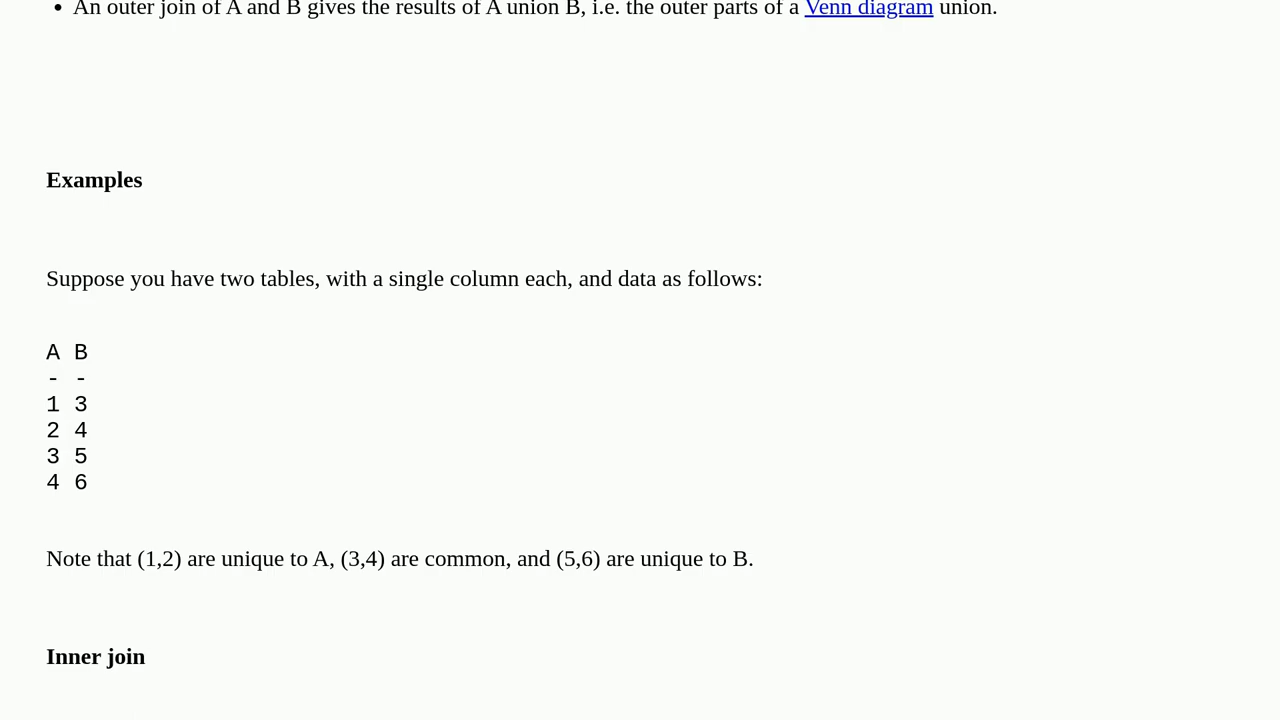 • An outer join of A and B gives the results of A union B, i.e. the outer parts of a Venn diagram union.
Examples
Suppose you have two tables, with a single column each, and data as follows:
A B
- -
1 3
2 4
3 5
4 6
Note that (1,2) are unique to A, (3,4) are common, and (5,6) are unique to B.
Inner join